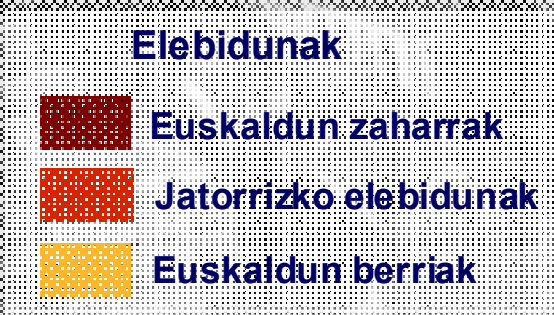 Elebidunak
Euskaldun zaharrak
Jatorrizko elebidunak
Euskaldun berriak